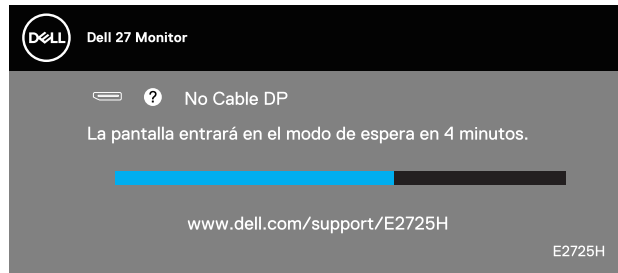 DELL
Dell 27 Monitor
? No Cable DP
La pantalla entrará en el modo de espera en 4 minutos.
www.dell.com/support/E2725H
E2725H